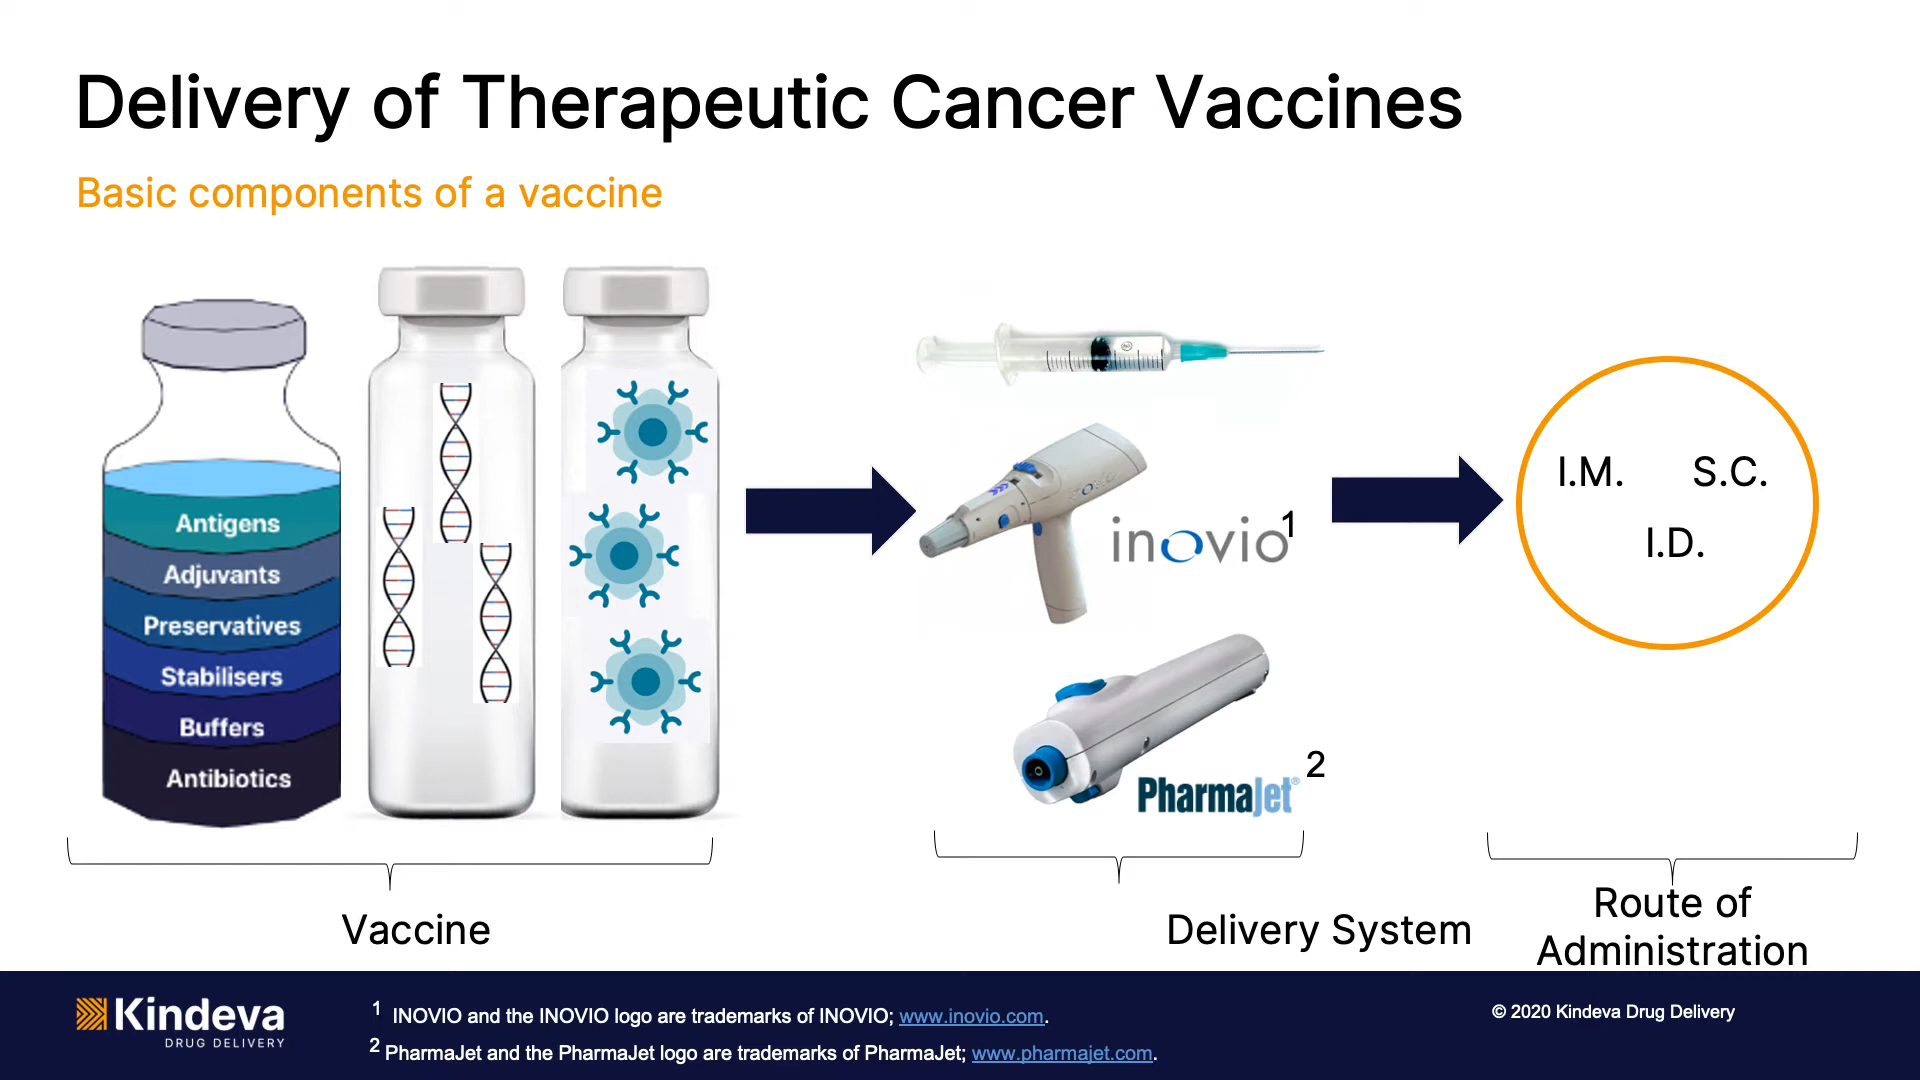 Delivery of Therapeutic Cancer Vaccines
Basic components of a vaccine
Antigens
Adjuvants
Preservatives
Stabilisers
Buffers
Antibiotics
inovio1
PharmaJet® 2
I.M. S.C.
I.D.
Vaccine
Delivery System
Route of
Administration
Kindeva
DRUG DELIVERY
1 INOVIO and the INOVIO logo are trademarks of INOVIO; www.inovio.com.
2 PharmaJet and the PharmaJet logo are trademarks of PharmaJet; www.pharmajet.com.
© 2020 Kindeva Drug Delivery